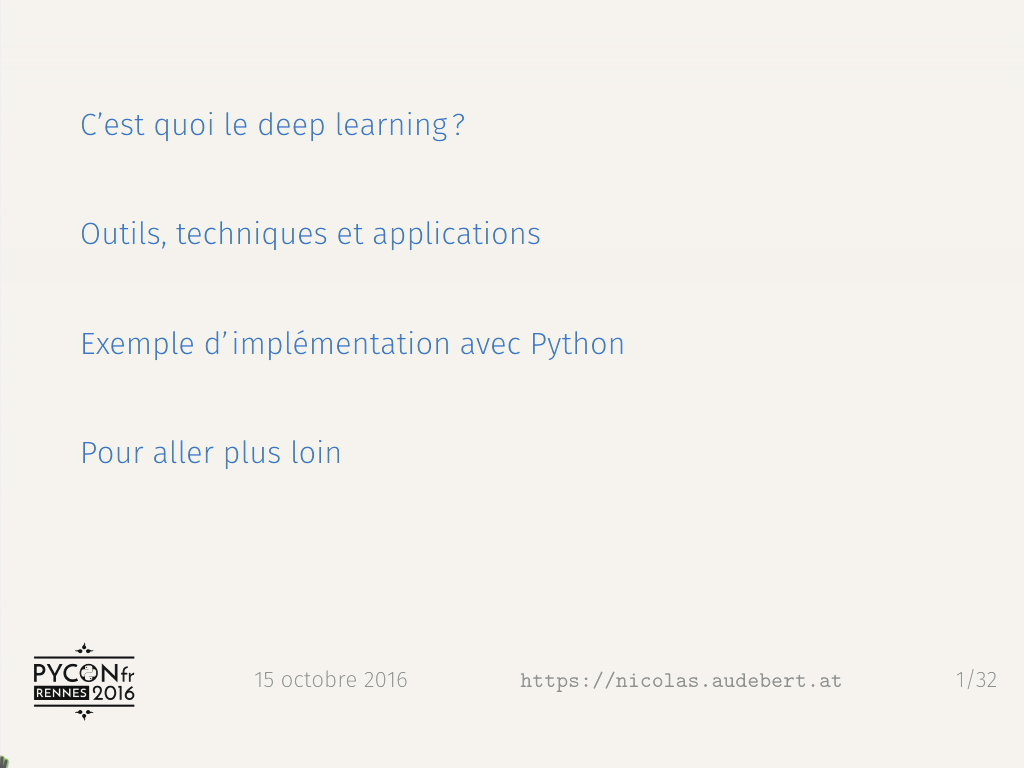 C’est quoi le deep learning ?
Outils, techniques et applications
Exemple d’implémentation avec Python
Pour aller plus loin
PYCONfr
RENNES 2016
15 octobre 2016
https://nicolas.audebert.at
1/32